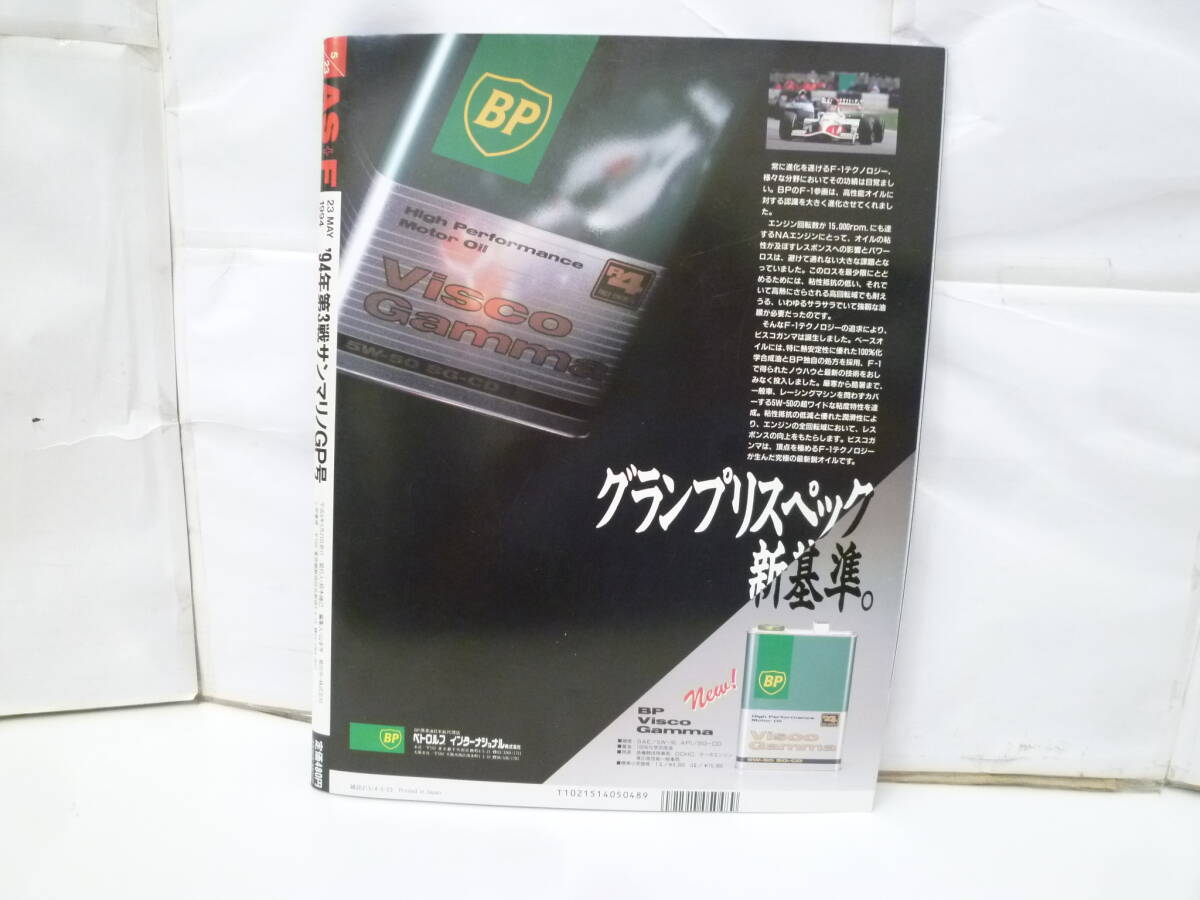 5/23 AS+F
23 MAY 1994
'94年 第3戦サンマリノGP号
定価480円
BP
High Performance
Motor Oil
Visco
Gamma
5W-50 SG-CD
常に進化を遂げるF-1テクノロジー、
様々な分野においてその功績は目覚まし
い。BPのF-1参画は、高性能オイルに
対する認識を大きく進化させてくれまし
た。
エンジン回転数が15,000rpm.にも達
するNAエンジンにとって、オイルの粘
性が及ぼすレスポンスへの影響とパワー
ロスは、避けて通れない大きな課題とな
っていました。このロスを最少限にとど
めるためには、粘性抵抗の低い、それで
いて高熱にさらされる高回転域でも耐え
うる、いわゆるサラサラでいて強靭な油
膜が必要だったのです。
そんなF-1テクノロジーの追求により、
ビスコガンマは誕生しました。ベースオ
イルには、特に熱安定性に優れた100%化
学合成油とBP独自の処方を採用、F-1
で得られたノウハウと最新の技術をおし
みなく投入しました。厳寒から酷暑まで、
一般車、レーシングマシンを問わずカバ
ーする5W-50の超ワイドな粘度特性を達
成。粘性抵抗の低減と優れた潤滑性によ
り、エンジンの全回転域において、レス
ポンスの向上をもたらします。ビスコガ
ンマは、頂点を極めるF-1テクノロジー
が生んだ究極の最新鋭オイルです。
グランプリスペック
新基準。
New!
BP
Visco
Gamma
BP
High Performance
Motor Oil
Visco
Gamma
5W-50 SG-CD
BP
ペトロルブ インターナショナル株式会社
Printed in Japan
T1021514050489